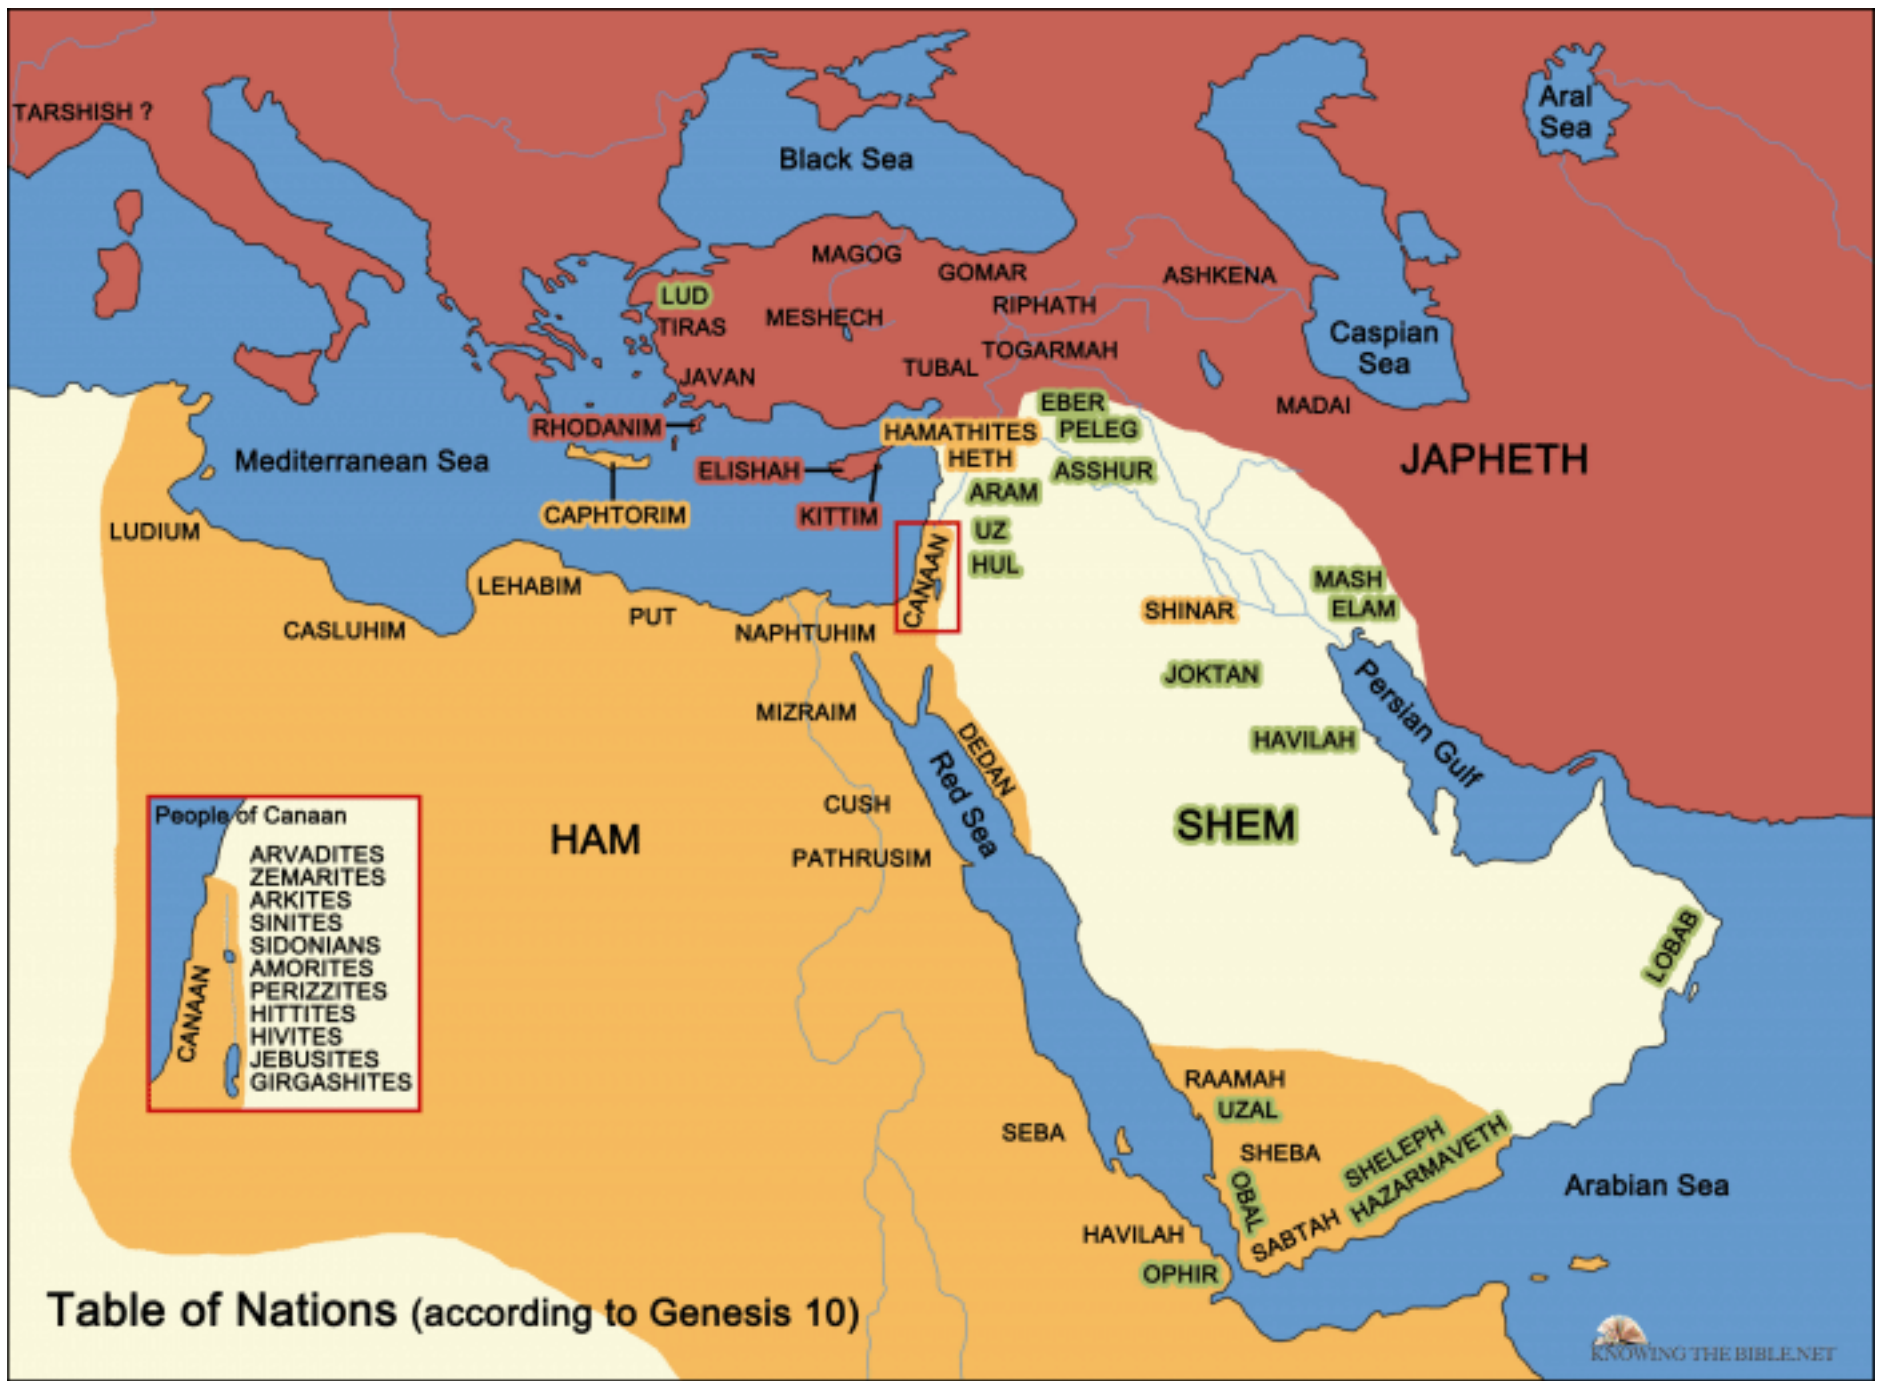 TARSHISH ?
Aral
Sea
Black Sea
MAGOG
GOMAR
ASHKENA
LUD
RIPHATH
MESHECH
TIRAS
Caspian
Sea
TOGARMAH
TUBAL
JAVAN
MADAI
EBER
RHODANIM
HAMATHITES
PELEG
JAPHETH
Mediterranean Sea
HETH
ELISHAH
ASSHUR
ARAM
CAPHTORIM
KITTIM
LUDIUM
UZ
HUL
CANAAN
MASH
LEHABIM
ELAM
SHINAR
PUT
CASLUHIM
NAPHTUHIM
JOKTAN
Persian Gulf
MIZRAIM
HAVILAH
DEDAN
Red Sea
CUSH
SHEM
HAM
PATHRUSIM
People of Canaan
ARVADITES
ZEMARITES
ARKITES
SINITES
SIDONIANS
AMORITES
PERIZZITES
HITTITES
HIVITES
JEBUSITES
GIRGASHITES
CANAAN
LOBAB
RAAMAH
UZAL
SEBA
SHEBA
SHELEPH
HAZARMAVETH
OBAL
Arabian Sea
SABTAH
HAVILAH
OPHIR
Table of Nations (according to Genesis 10)
KNOWING THE BIBLE.NET